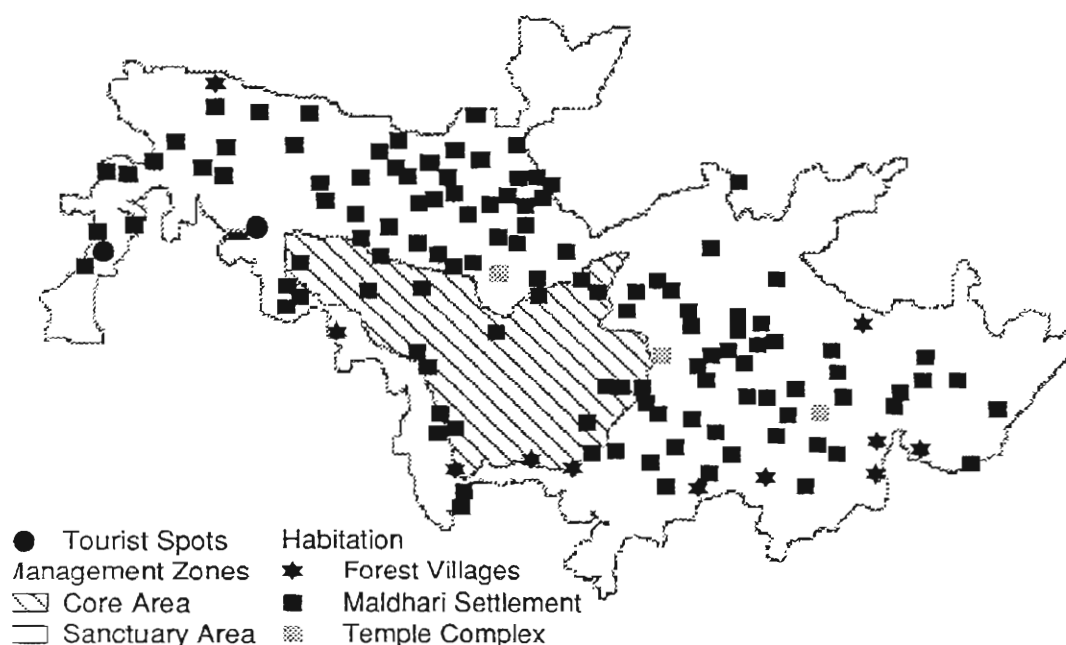 Tourist Spots
Management Zones
Core Area
Sanctuary Area
Habitation
Forest Villages
Maldhari Settlement
Temple Complex